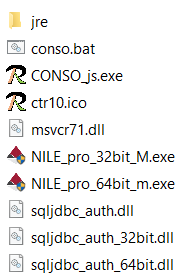 jre
conso.bat
CONSO_js.exe
ctr10.ico
msvcr71.dll
NILE_pro_32bit_M.exe
NILE_pro_64bit_m.exe
sqljdbc_auth.dll
sqljdbc_auth_32bit.dll
sqljdbc_auth_64bit.dll